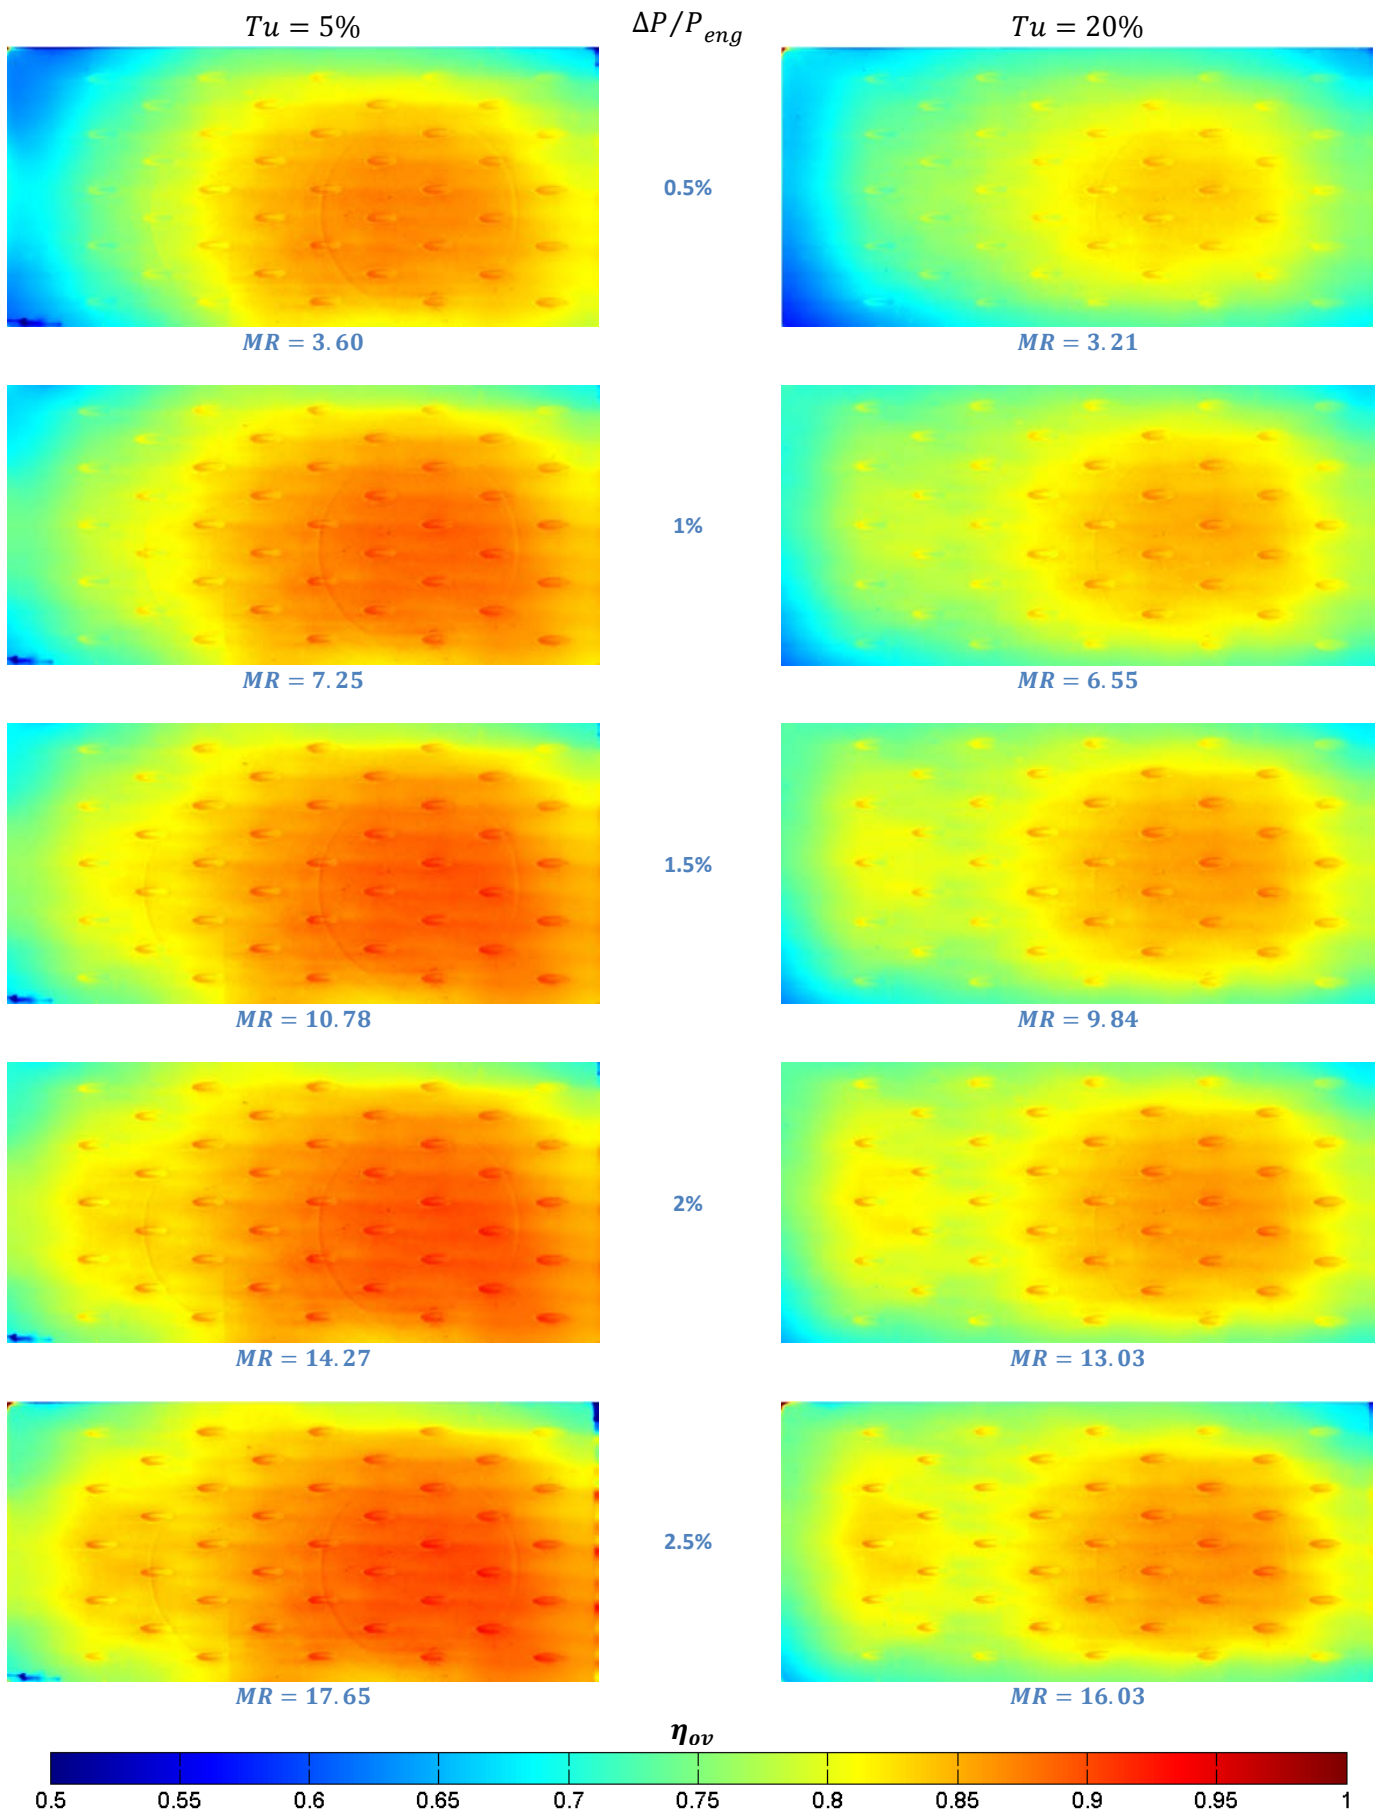 Tu = 5% ΔP/P_eng Tu = 20%
0.5%
MR = 3.60 MR = 3.21
1%
MR = 7.25 MR = 6.55
1.5%
MR = 10.78 MR = 9.84
2%
MR = 14.27 MR = 13.03
2.5%
MR = 17.65 MR = 16.03
η_ov
0.5 0.55 0.6 0.65 0.7 0.75 0.8 0.85 0.9 0.95 1